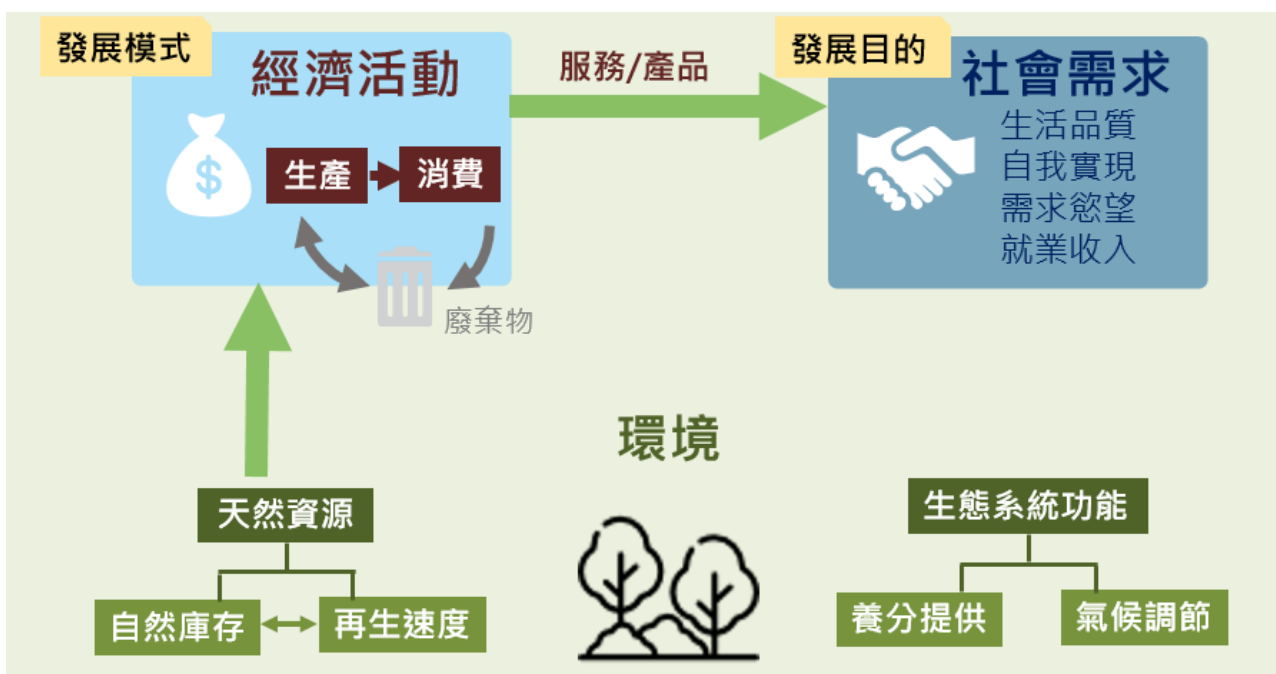 發展模式
經濟活動
$
生產
消費
廢棄物
服務/產品
發展目的
社會需求
生活品質
自我實現
需求慾望
就業收入
環境
天然資源
自然庫存
再生速度
生態系統功能
養分提供
氣候調節